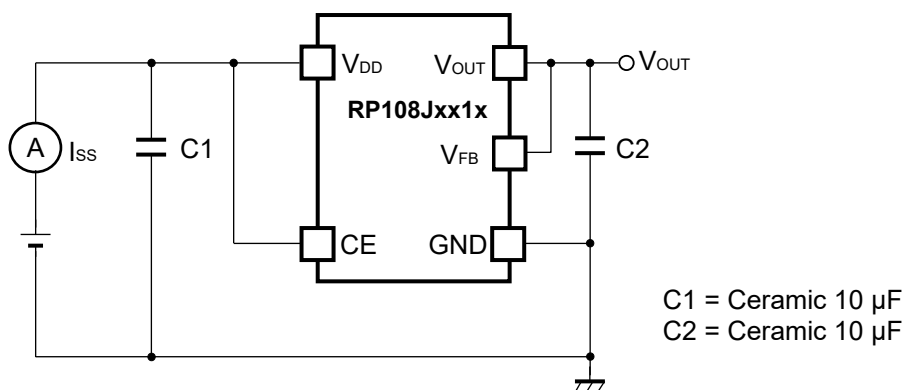 VDD VOUT VOUT
RP108Jxx1x
A ISS C1 VFB C2
CE GND
C1 = Ceramic 10 µF
C2 = Ceramic 10 µF